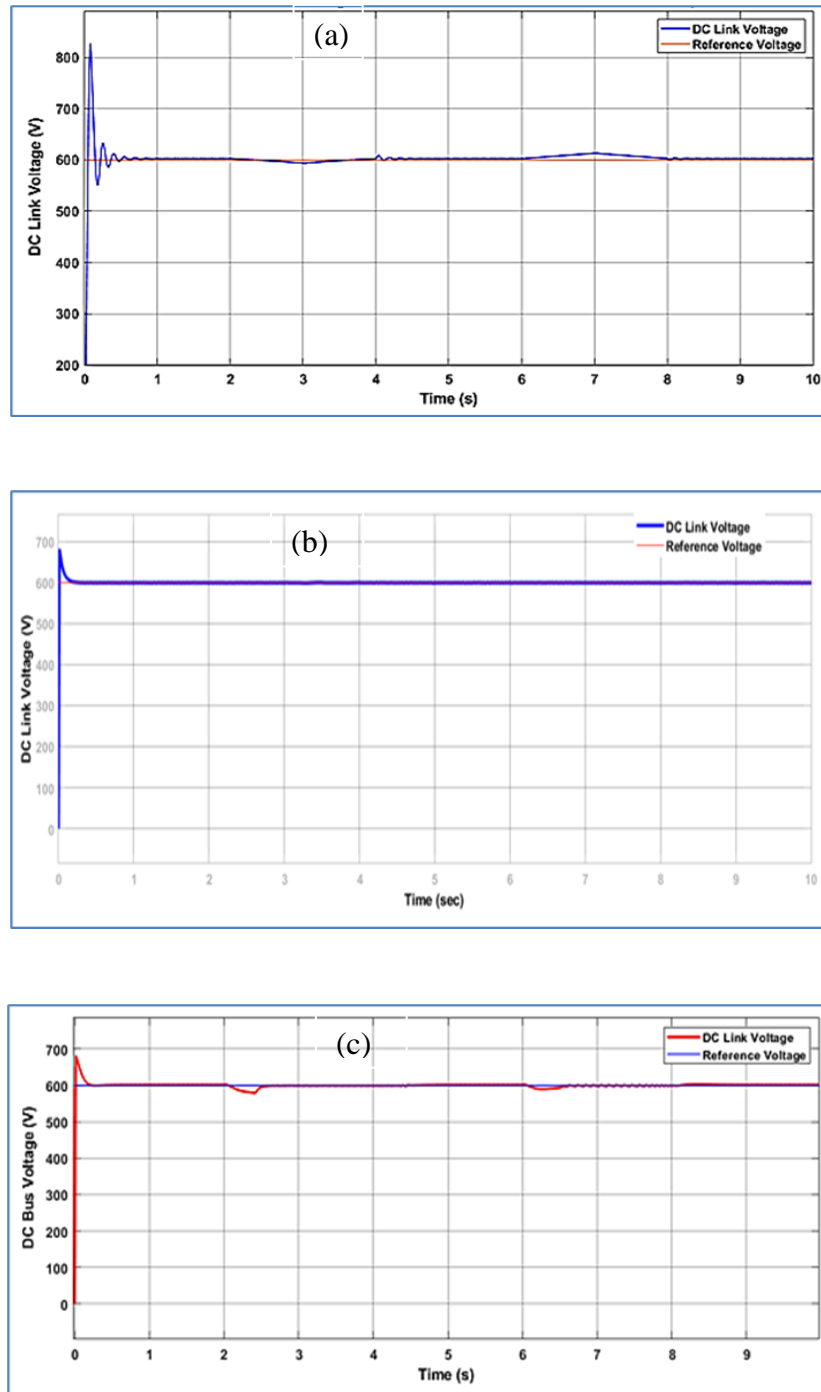 (a)
DC Link Voltage
Reference Voltage
800
700
600
500
400
300
200
DC Link Voltage (V)
0 1 2 3 4 5 6 7 8 9 10
Time (s)
(b)
DC Link Voltage
Reference Voltage
700
600
500
400
300
200
100
0
DC Link Voltage (V)
0 1 2 3 4 5 6 7 8 9 10
Time (sec)
(c)
DC Link Voltage
Reference Voltage
700
600
500
400
300
200
100
0
DC Bus Voltage (V)
0 1 2 3 4 5 6 7 8 9
Time (s)